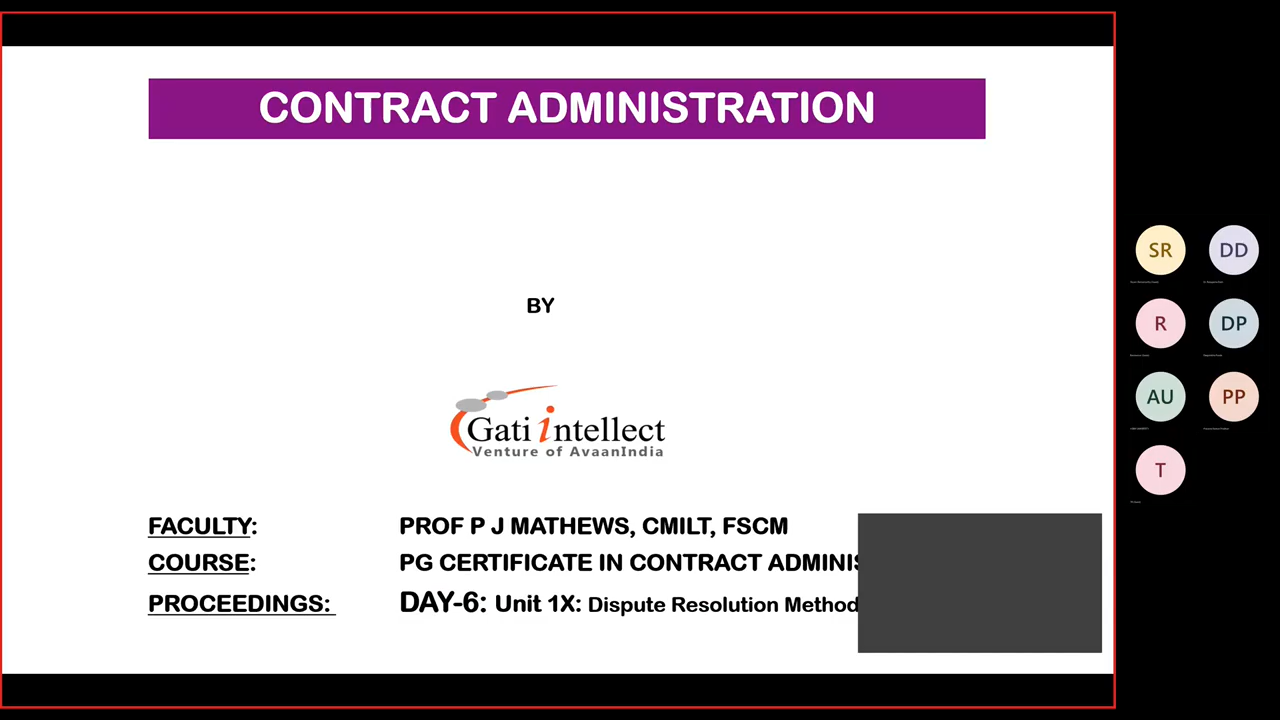 CONTRACT ADMINISTRATION
BY
Gati intellect
Venture of AvaanIndia
FACULTY: PROF P J MATHEWS, CMILT, FSCM
COURSE: PG CERTIFICATE IN CONTRACT ADMINIS
PROCEEDINGS: DAY-6: Unit 1X: Dispute Resolution Method
SR DD
R DP
AU PP
T